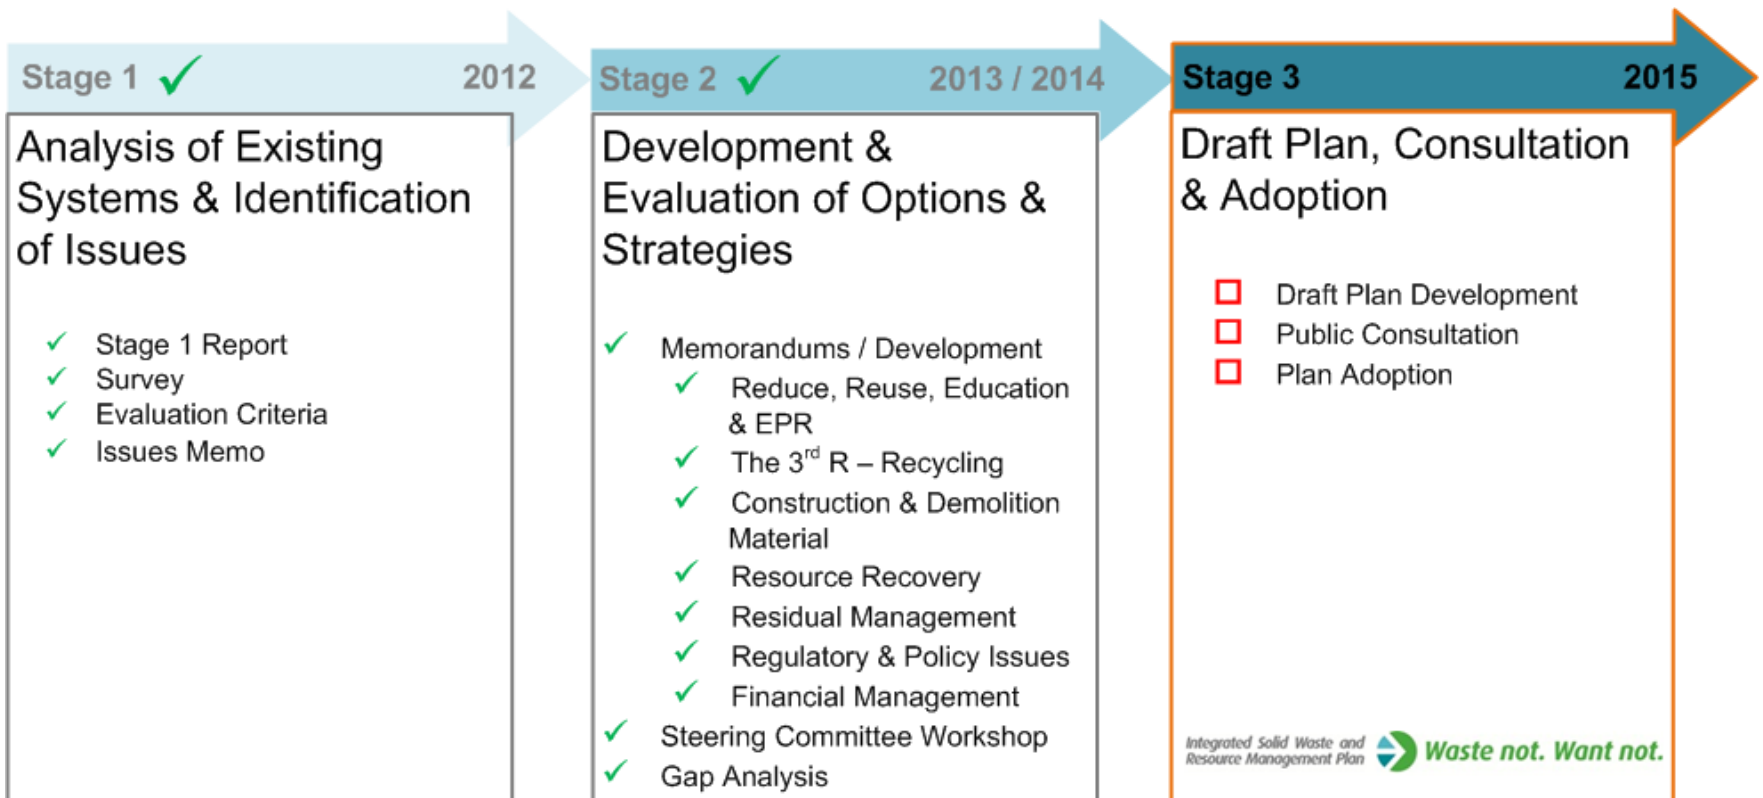 Stage 1
2012
Analysis of Existing
Systems & Identification
of Issues
Stage 1 Report
Survey
Evaluation Criteria
Issues Memo
Stage 2
2013 / 2014
Development &
Evaluation of Options &
Strategies
Memorandums / Development
Reduce, Reuse, Education
& EPR
The 3rd R – Recycling
Construction & Demolition
Material
Resource Recovery
Residual Management
Regulatory & Policy Issues
Financial Management
Steering Committee Workshop
Gap Analysis
Stage 3
2015
Draft Plan, Consultation
& Adoption
Draft Plan Development
Public Consultation
Plan Adoption
Integrated Solid Waste and
Resource Management Plan
Waste not. Want not.